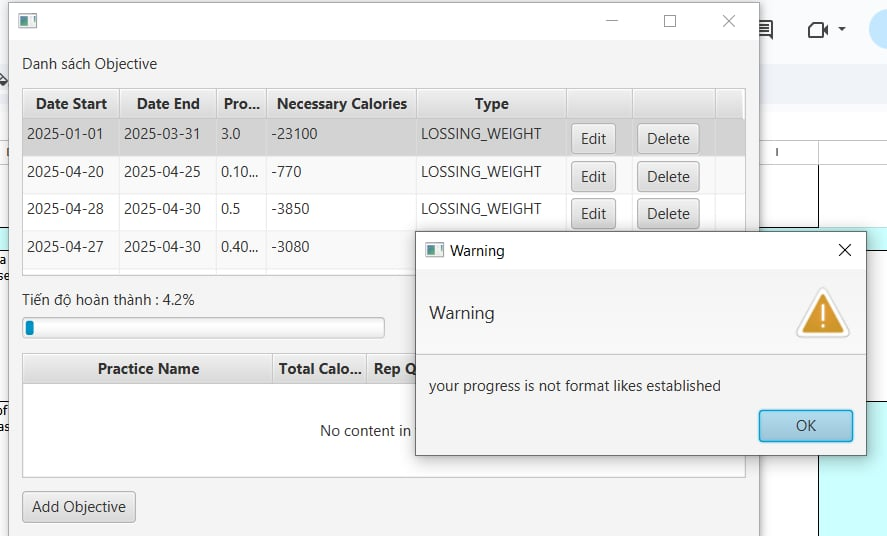 Danh sách Objective
Date Start Date End Pro... Necessary Calories Type
2025-01-01 2025-03-31 3.0 -23100 LOSSING_WEIGHT Edit Delete
2025-04-20 2025-04-25 0.10... -770 LOSSING_WEIGHT Edit Delete
2025-04-28 2025-04-30 0.5 -3850 LOSSING_WEIGHT Edit Delete
2025-04-27 2025-04-30 0.40... -3080
Tiến độ hoàn thành : 4.2%
Practice Name Total Calo... Rep Q
No content in
Add Objective
Warning
Warning
your progress is not format likes established
OK
I
a
se
of
as